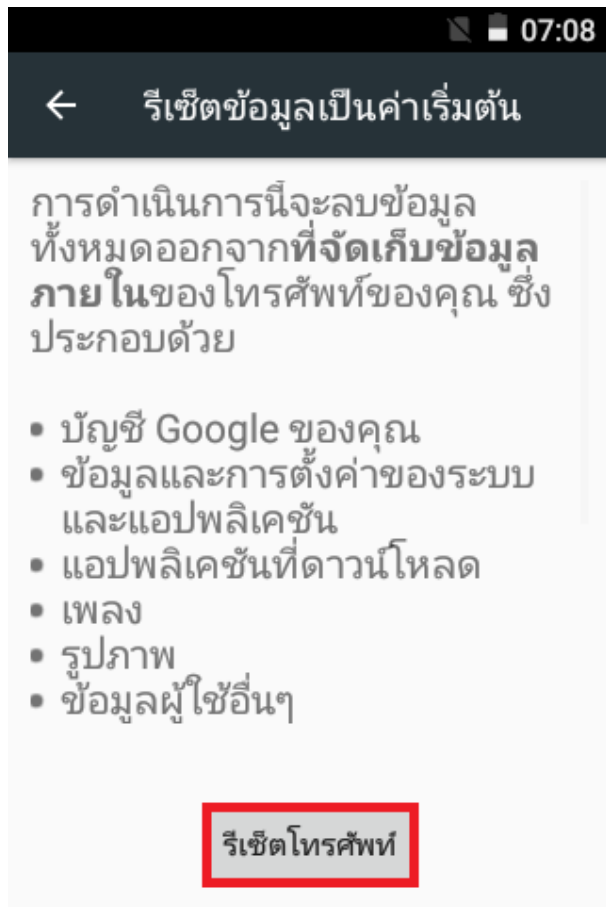 07:08
รีเซ็ตข้อมูลเป็นค่าเริ่มต้น
การดำเนินการนี้จะลบข้อมูล
ทั้งหมดออกจากที่จัดเก็บข้อมูล
ภายในของโทรศัพท์ของคุณ ซึ่ง
ประกอบด้วย
• บัญชี Google ของคุณ
• ข้อมูลและการตั้งค่าของระบบ
และแอปพลิเคชัน
• แอปพลิเคชันที่ดาวน์โหลด
• เพลง
• รูปภาพ
• ข้อมูลผู้ใช้อื่นๆ
รีเซ็ตโทรศัพท์